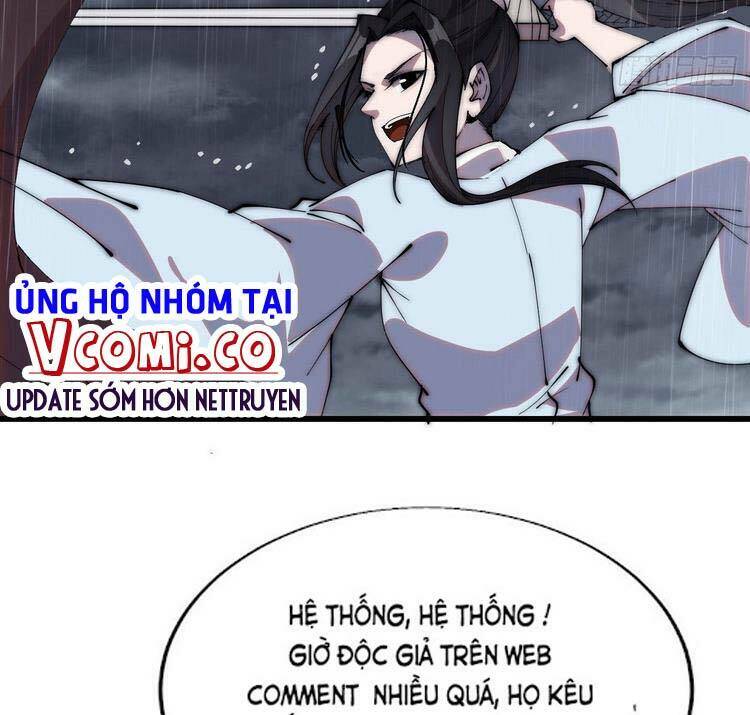 ỦNG HỘ NHÓM TẠI
VCOMI.CO
UPDATE SỚM HƠN NETTRUYEN
HỆ THỐNG, HỆ THỐNG !
GIỜ ĐỘC GIẢ TRÊN WEB
COMMENT NHIỀU QUÁ, HỌ KÊU